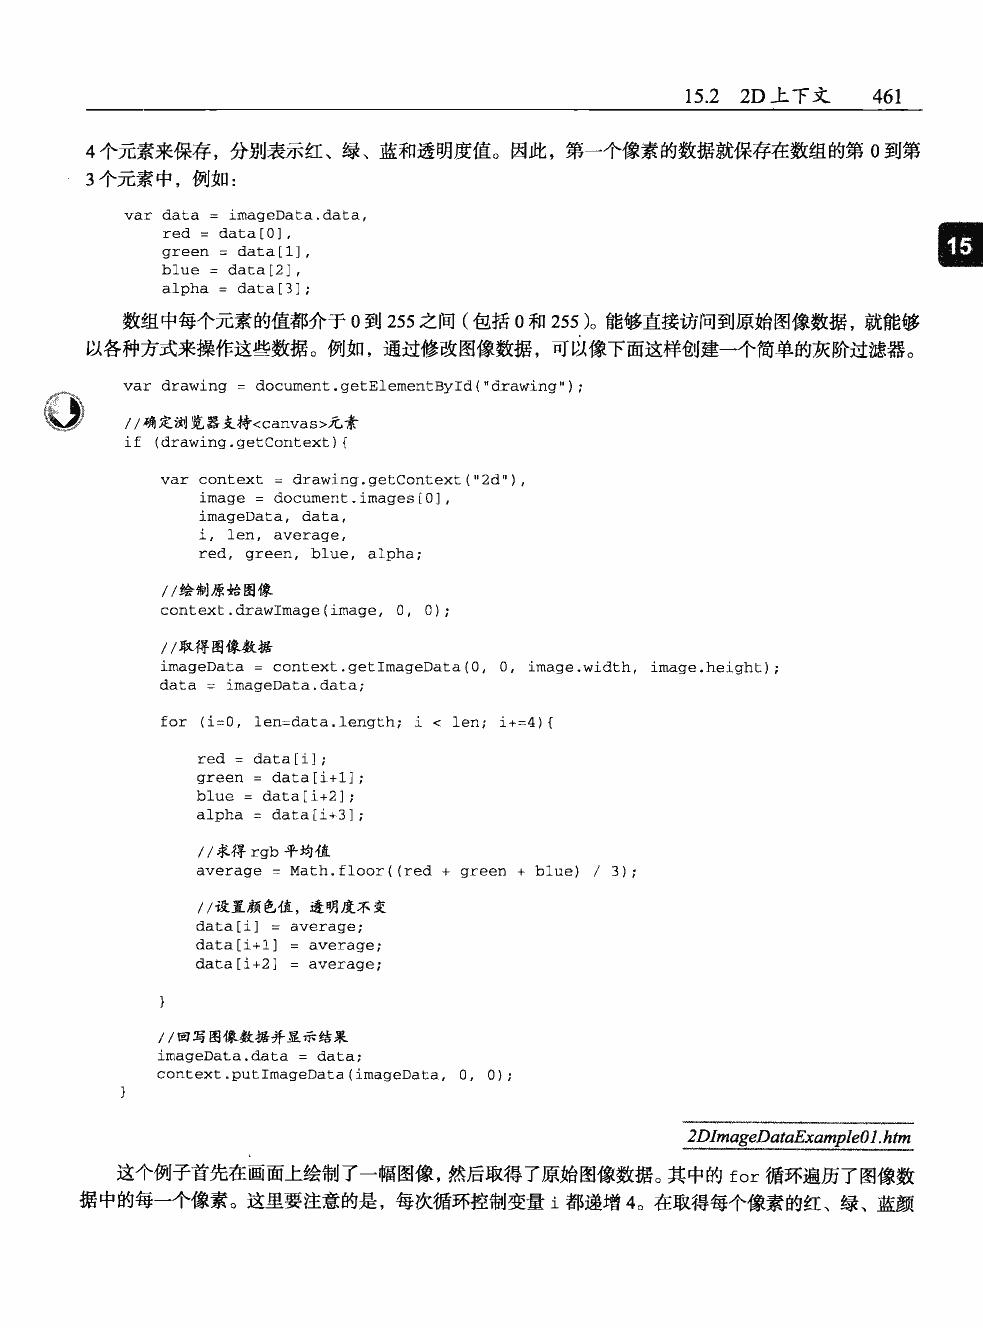 15.2 2D上下文 461
4个元素来保存，分别表示红、绿、蓝和透明度值。因此，第一个像素的数据就保存在数组的第 0 到第
3个元素中，例如：
var data = imageData.data,
red = data[0],
green = data[1],
blue = data[2],
alpha = data[3];
15
数组中每个元素的值都介于 0 到 255 之间（包括 0 和 255）。能够直接访问到原始图像数据，就能够
以各种方式来操作这些数据。例如，通过修改图像数据，可以像下面这样创建一个简单的灰阶过滤器。
var drawing = document.getElementById("drawing");
//确定浏览器支持<canvas>元素
if (drawing.getContext){
var context = drawing.getContext("2d"),
image = document.images[0],
imageData, data,
i, len, average,
red, green, blue, alpha;
//绘制原始图像
context.drawImage(image, 0, 0);
//取得图像数据
imageData = context.getImageData(0, 0, image.width, image.height);
data = imageData.data;
for (i=0, len=data.length; i < len; i+=4){
red = data[i];
green = data[i+1];
blue = data[i+2];
alpha = data[i+3];
//求得 rgb 平均值
average = Math.floor((red + green + blue) / 3);
//设置颜色值，透明度不变
data[i] = average;
data[i+1] = average;
data[i+2] = average;
}
//回写图像数据并显示结果
imageData.data = data;
context.putImageData(imageData, 0, 0);
}
2DImageDataExample01.htm
这个例子首先在画面上绘制了一幅图像，然后取得了原始图像数据。其中的 for 循环遍历了图像数
据中的每一个像素。这里要注意的是，每次循环控制变量 i 都递增 4。在取得每个像素的红、绿、蓝颜